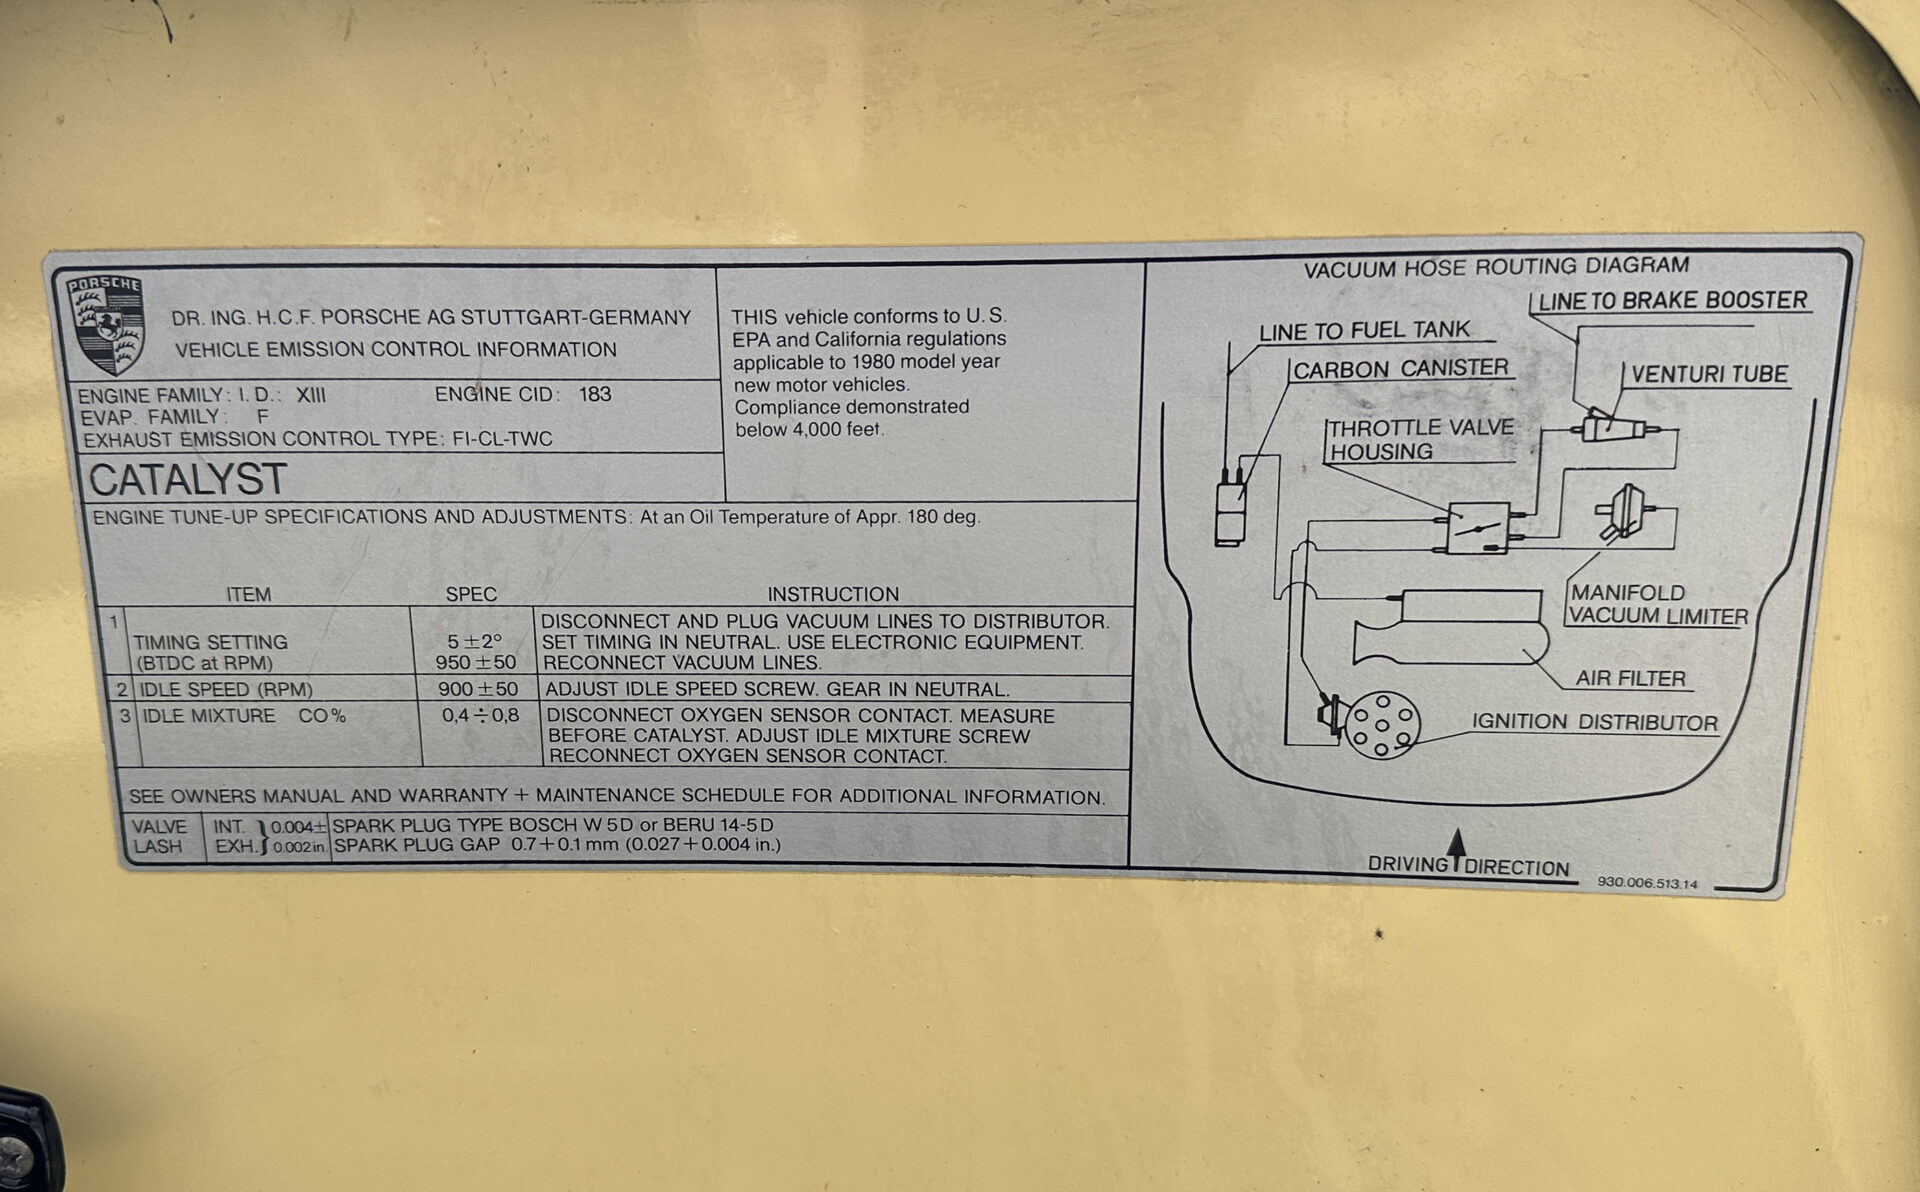 PORSCHE
DR. ING. H.C.F. PORSCHE AG STUTTGART-GERMANY
VEHICLE EMISSION CONTROL INFORMATION
ENGINE FAMILY: I. D.: XIII ENGINE CID: 183
EVAP. FAMILY: F
EXHAUST EMISSION CONTROL TYPE: FI-CL-TWC
CATALYST
THIS vehicle conforms to U. S.
EPA and California regulations
applicable to 1980 model year
new motor vehicles.
Compliance demonstrated
below 4,000 feet.
ENGINE TUNE-UP SPECIFICATIONS AND ADJUSTMENTS: At an Oil Temperature of Appr. 180 deg.
ITEM SPEC INSTRUCTION
1 DISCONNECT AND PLUG VACUUM LINES TO DISTRIBUTOR.
TIMING SETTING 5±2° SET TIMING IN NEUTRAL. USE ELECTRONIC EQUIPMENT.
(BTDC at RPM) 950±50 RECONNECT VACUUM LINES.
2 IDLE SPEED (RPM) 900±50 ADJUST IDLE SPEED SCREW. GEAR IN NEUTRAL.
3 IDLE MIXTURE CO% 0,4÷0,8 DISCONNECT OXYGEN SENSOR CONTACT. MEASURE
BEFORE CATALYST. ADJUST IDLE MIXTURE SCREW
RECONNECT OXYGEN SENSOR CONTACT.
SEE OWNERS MANUAL AND WARRANTY + MAINTENANCE SCHEDULE FOR ADDITIONAL INFORMATION.
VALVE INT. } 0.004± SPARK PLUG TYPE BOSCH W 5 D or BERU 14-5 D
LASH EXH. 0.002 in. SPARK PLUG GAP 0.7+0.1 mm (0.027+0.004 in.)
VACUUM HOSE ROUTING DIAGRAM
LINE TO BRAKE BOOSTER
LINE TO FUEL TANK
CARBON CANISTER
VENTURI TUBE
THROTTLE VALVE
HOUSING
MANIFOLD
VACUUM LIMITER
AIR FILTER
IGNITION DISTRIBUTOR
DRIVING DIRECTION
930.006.513.14